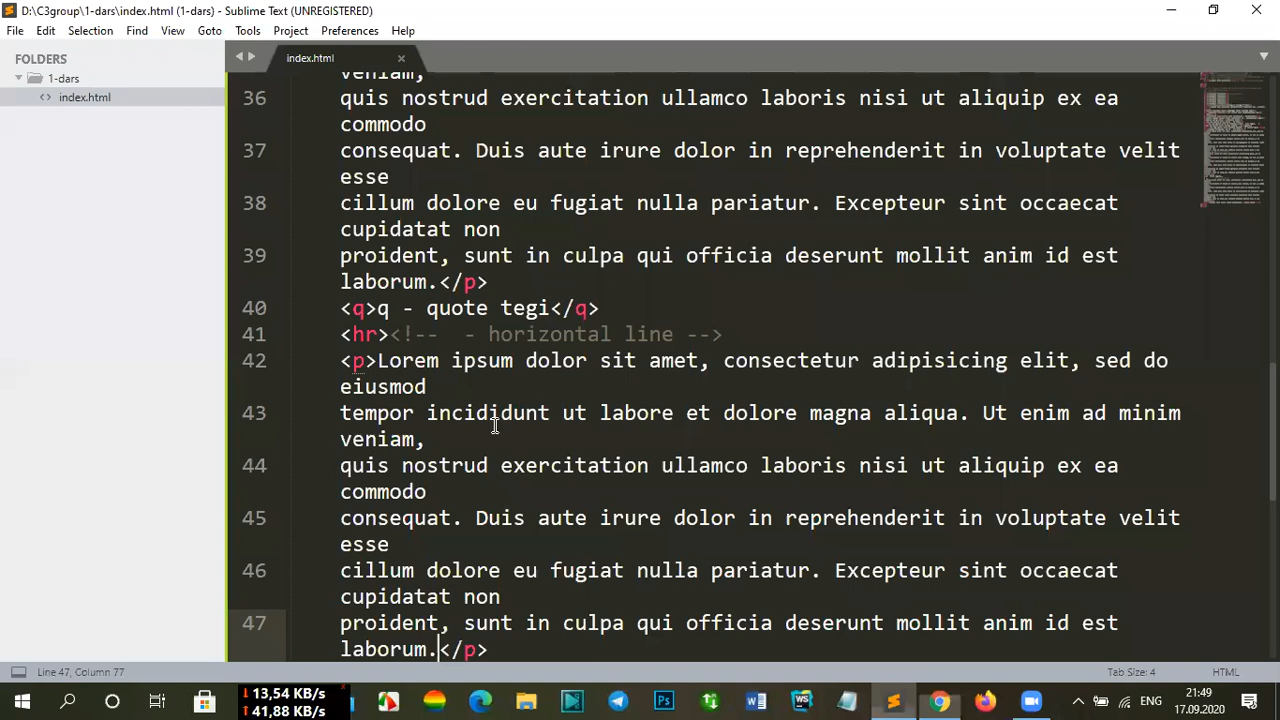 D:\C3group\1-dars\index.html (1-dars) - Sublime Text (UNREGISTERED)
File Edit Selection Find View Goto Tools Project Preferences Help
FOLDERS
1-dars
<> index.html
index.html
veniam,
36 quis nostrud exercitation ullamco laboris nisi ut aliquip ex ea
commodo
37 consequat. Duis aute irure dolor in reprehenderit in voluptate velit
esse
38 cillum dolore eu fugiat nulla pariatur. Excepteur sint occaecat
cupidatat non
39 proident, sunt in culpa qui officia deserunt mollit anim id est
laborum.</p>
40 <q>q - quote tegi</q>
41 <hr><!--  - horizontal line -->
42 <p>Lorem ipsum dolor sit amet, consectetur adipisicing elit, sed do
eiusmod
43 tempor incididunt ut labore et dolore magna aliqua. Ut enim ad minim
veniam,
44 quis nostrud exercitation ullamco laboris nisi ut aliquip ex ea
commodo
45 consequat. Duis aute irure dolor in reprehenderit in voluptate velit
esse
46 cillum dolore eu fugiat nulla pariatur. Excepteur sint occaecat
cupidatat non
47 proident, sunt in culpa qui officia deserunt mollit anim id est
laborum.</p>
Line 47, Column 77 Tab Size: 4 HTML
13,54 KB/s
41,88 KB/s
ENG
21:49
17.09.2020